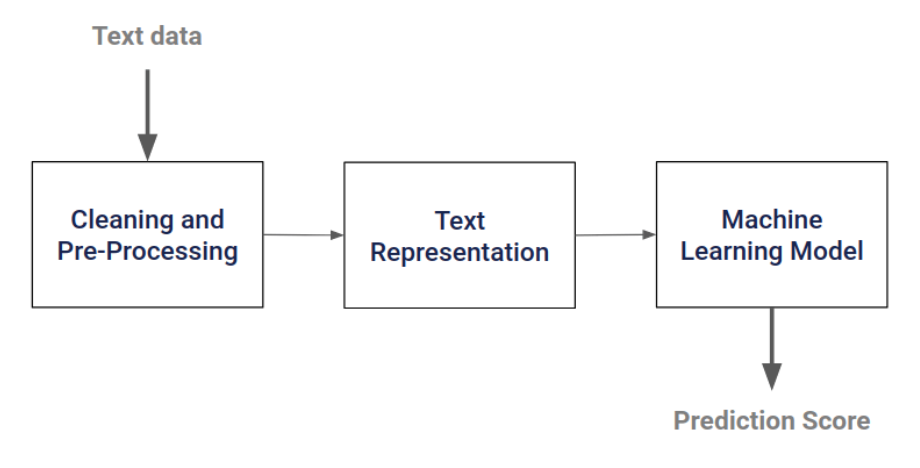 Text data
Cleaning and
Pre-Processing
Text
Representation
Machine
Learning Model
Prediction Score